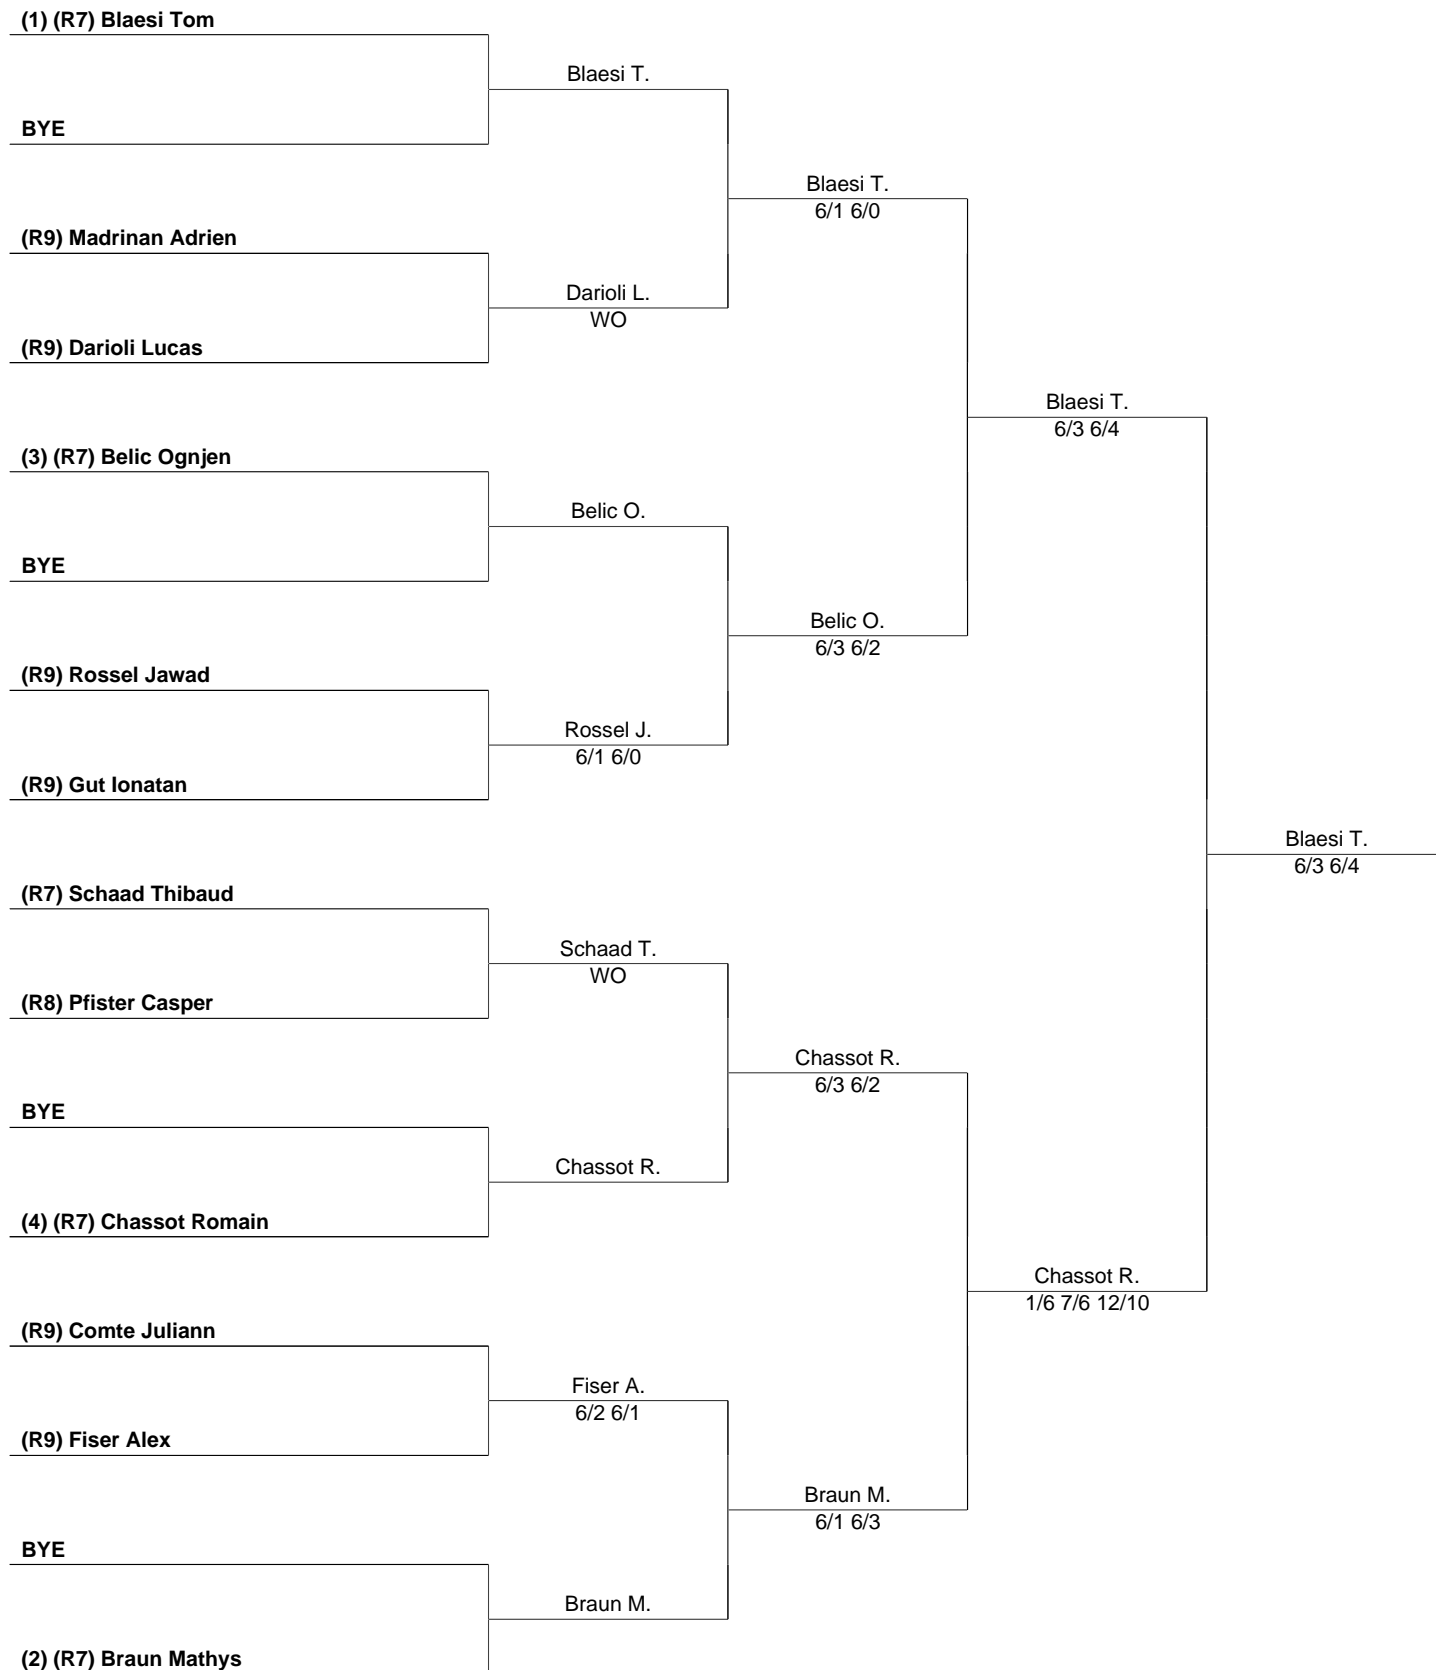 (1) (R7) Blaesi Tom
Blaesi T.
BYE
Blaesi T.
6/1 6/0
(R9) Madrinan Adrien
Darioli L.
WO
(R9) Darioli Lucas
Blaesi T.
6/3 6/4
(3) (R7) Belic Ognjen
Belic O.
BYE
Belic O.
6/3 6/2
(R9) Rossel Jawad
Rossel J.
6/1 6/0
(R9) Gut Ionatan
Blaesi T.
6/3 6/4
(R7) Schaad Thibaud
Schaad T.
WO
(R8) Pfister Casper
Chassot R.
6/3 6/2
BYE
Chassot R.
(4) (R7) Chassot Romain
Chassot R.
1/6 7/6 12/10
(R9) Comte Juliann
Fiser A.
6/2 6/1
(R9) Fiser Alex
Braun M.
6/1 6/3
BYE
Braun M.
(2) (R7) Braun Mathys